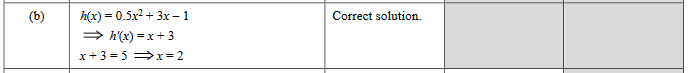 (b)
h(x) = 0.5x² + 3x – 1
⇒ h'(x) = x + 3
x + 3 = 5 ⇒ x = 2
Correct solution.